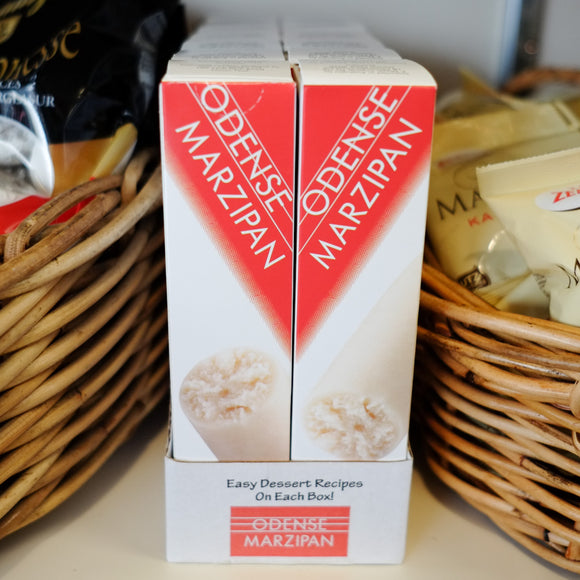 ODENSE
MARZIPAN
ODENSE
MARZIPAN
Easy Dessert Recipes
On Each Box!
ODENSE
MARZIPAN